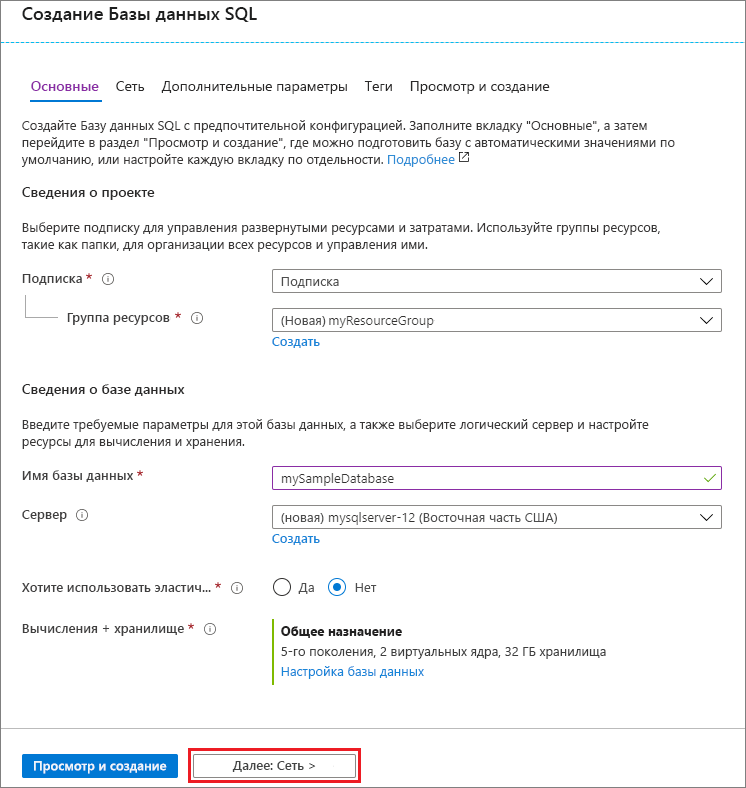 Создание Базы данных SQL
Основные Сеть Дополнительные параметры Теги Просмотр и создание
Создайте Базу данных SQL с предпочтительной конфигурацией. Заполните вкладку "Основные", а затем
перейдите в раздел "Просмотр и создание", где можно подготовить базу с автоматическими значениями по
умолчанию, или настройте каждую вкладку по отдельности. Подробнее
Сведения о проекте
Выберите подписку для управления развернутыми ресурсами и затратами. Используйте группы ресурсов,
такие как папки, для организации всех ресурсов и управления ими.
Подписка * Подписка
Группа ресурсов * (Новая) myResourceGroup
Создать
Сведения о базе данных
Введите требуемые параметры для этой базы данных, а также выберите логический сервер и настройте
ресурсы для вычисления и хранения.
Имя базы данных * mySampleDatabase
Сервер (новая) mysqlserver-12 (Восточная часть США)
Создать
Хотите использовать эластич... * Да Нет
Вычисления + хранилище * Общее назначение
5-го поколения, 2 виртуальных ядра, 32 ГБ хранилища
Настройка базы данных
Просмотр и создание Далее: Сеть >